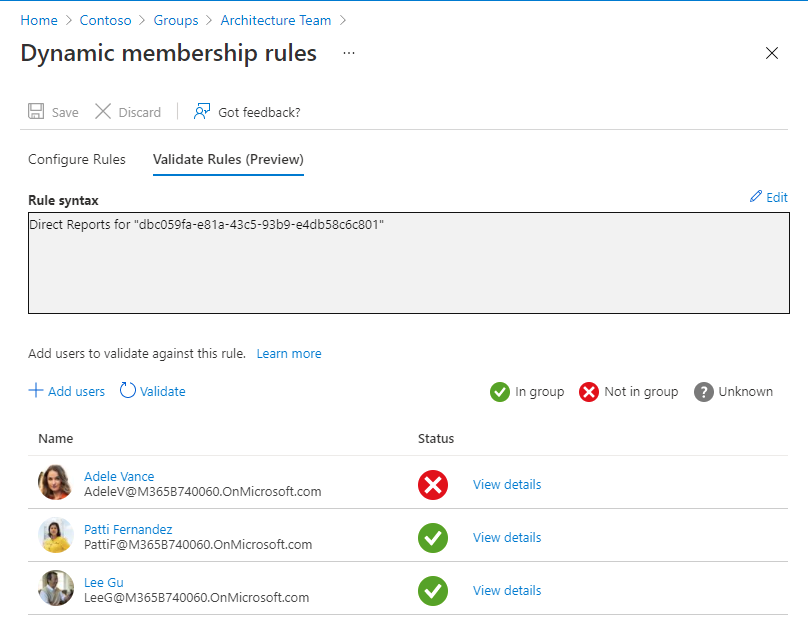 Home > Contoso > Groups > Architecture Team >
Dynamic membership rules ...
Save Discard Got feedback?
Configure Rules Validate Rules (Preview)
Rule syntax Edit
Direct Reports for "dbc059fa-e81a-43c5-93b9-e4db58c6c801"
Add users to validate against this rule. Learn more
Add users Validate In group Not in group ? Unknown
Name Status
Adele Vance
AdeleV@M365B740060.OnMicrosoft.com View details
Patti Fernandez
PattiF@M365B740060.OnMicrosoft.com View details
Lee Gu
LeeG@M365B740060.OnMicrosoft.com View details